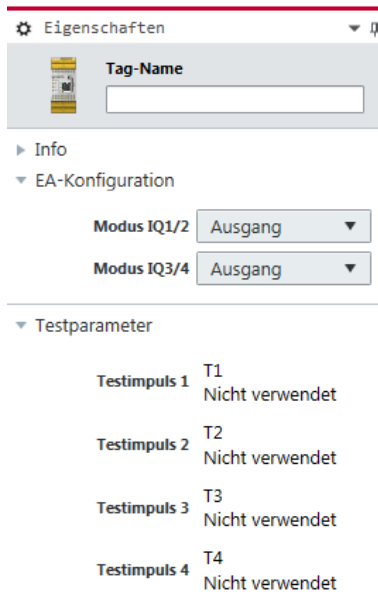 Eigenschaften
Tag-Name
Info
EA-Konfiguration
Modus IQ1/2 Ausgang
Modus IQ3/4 Ausgang
Testparameter
Testimpuls 1 T1
Nicht verwendet
Testimpuls 2 T2
Nicht verwendet
Testimpuls 3 T3
Nicht verwendet
Testimpuls 4 T4
Nicht verwendet